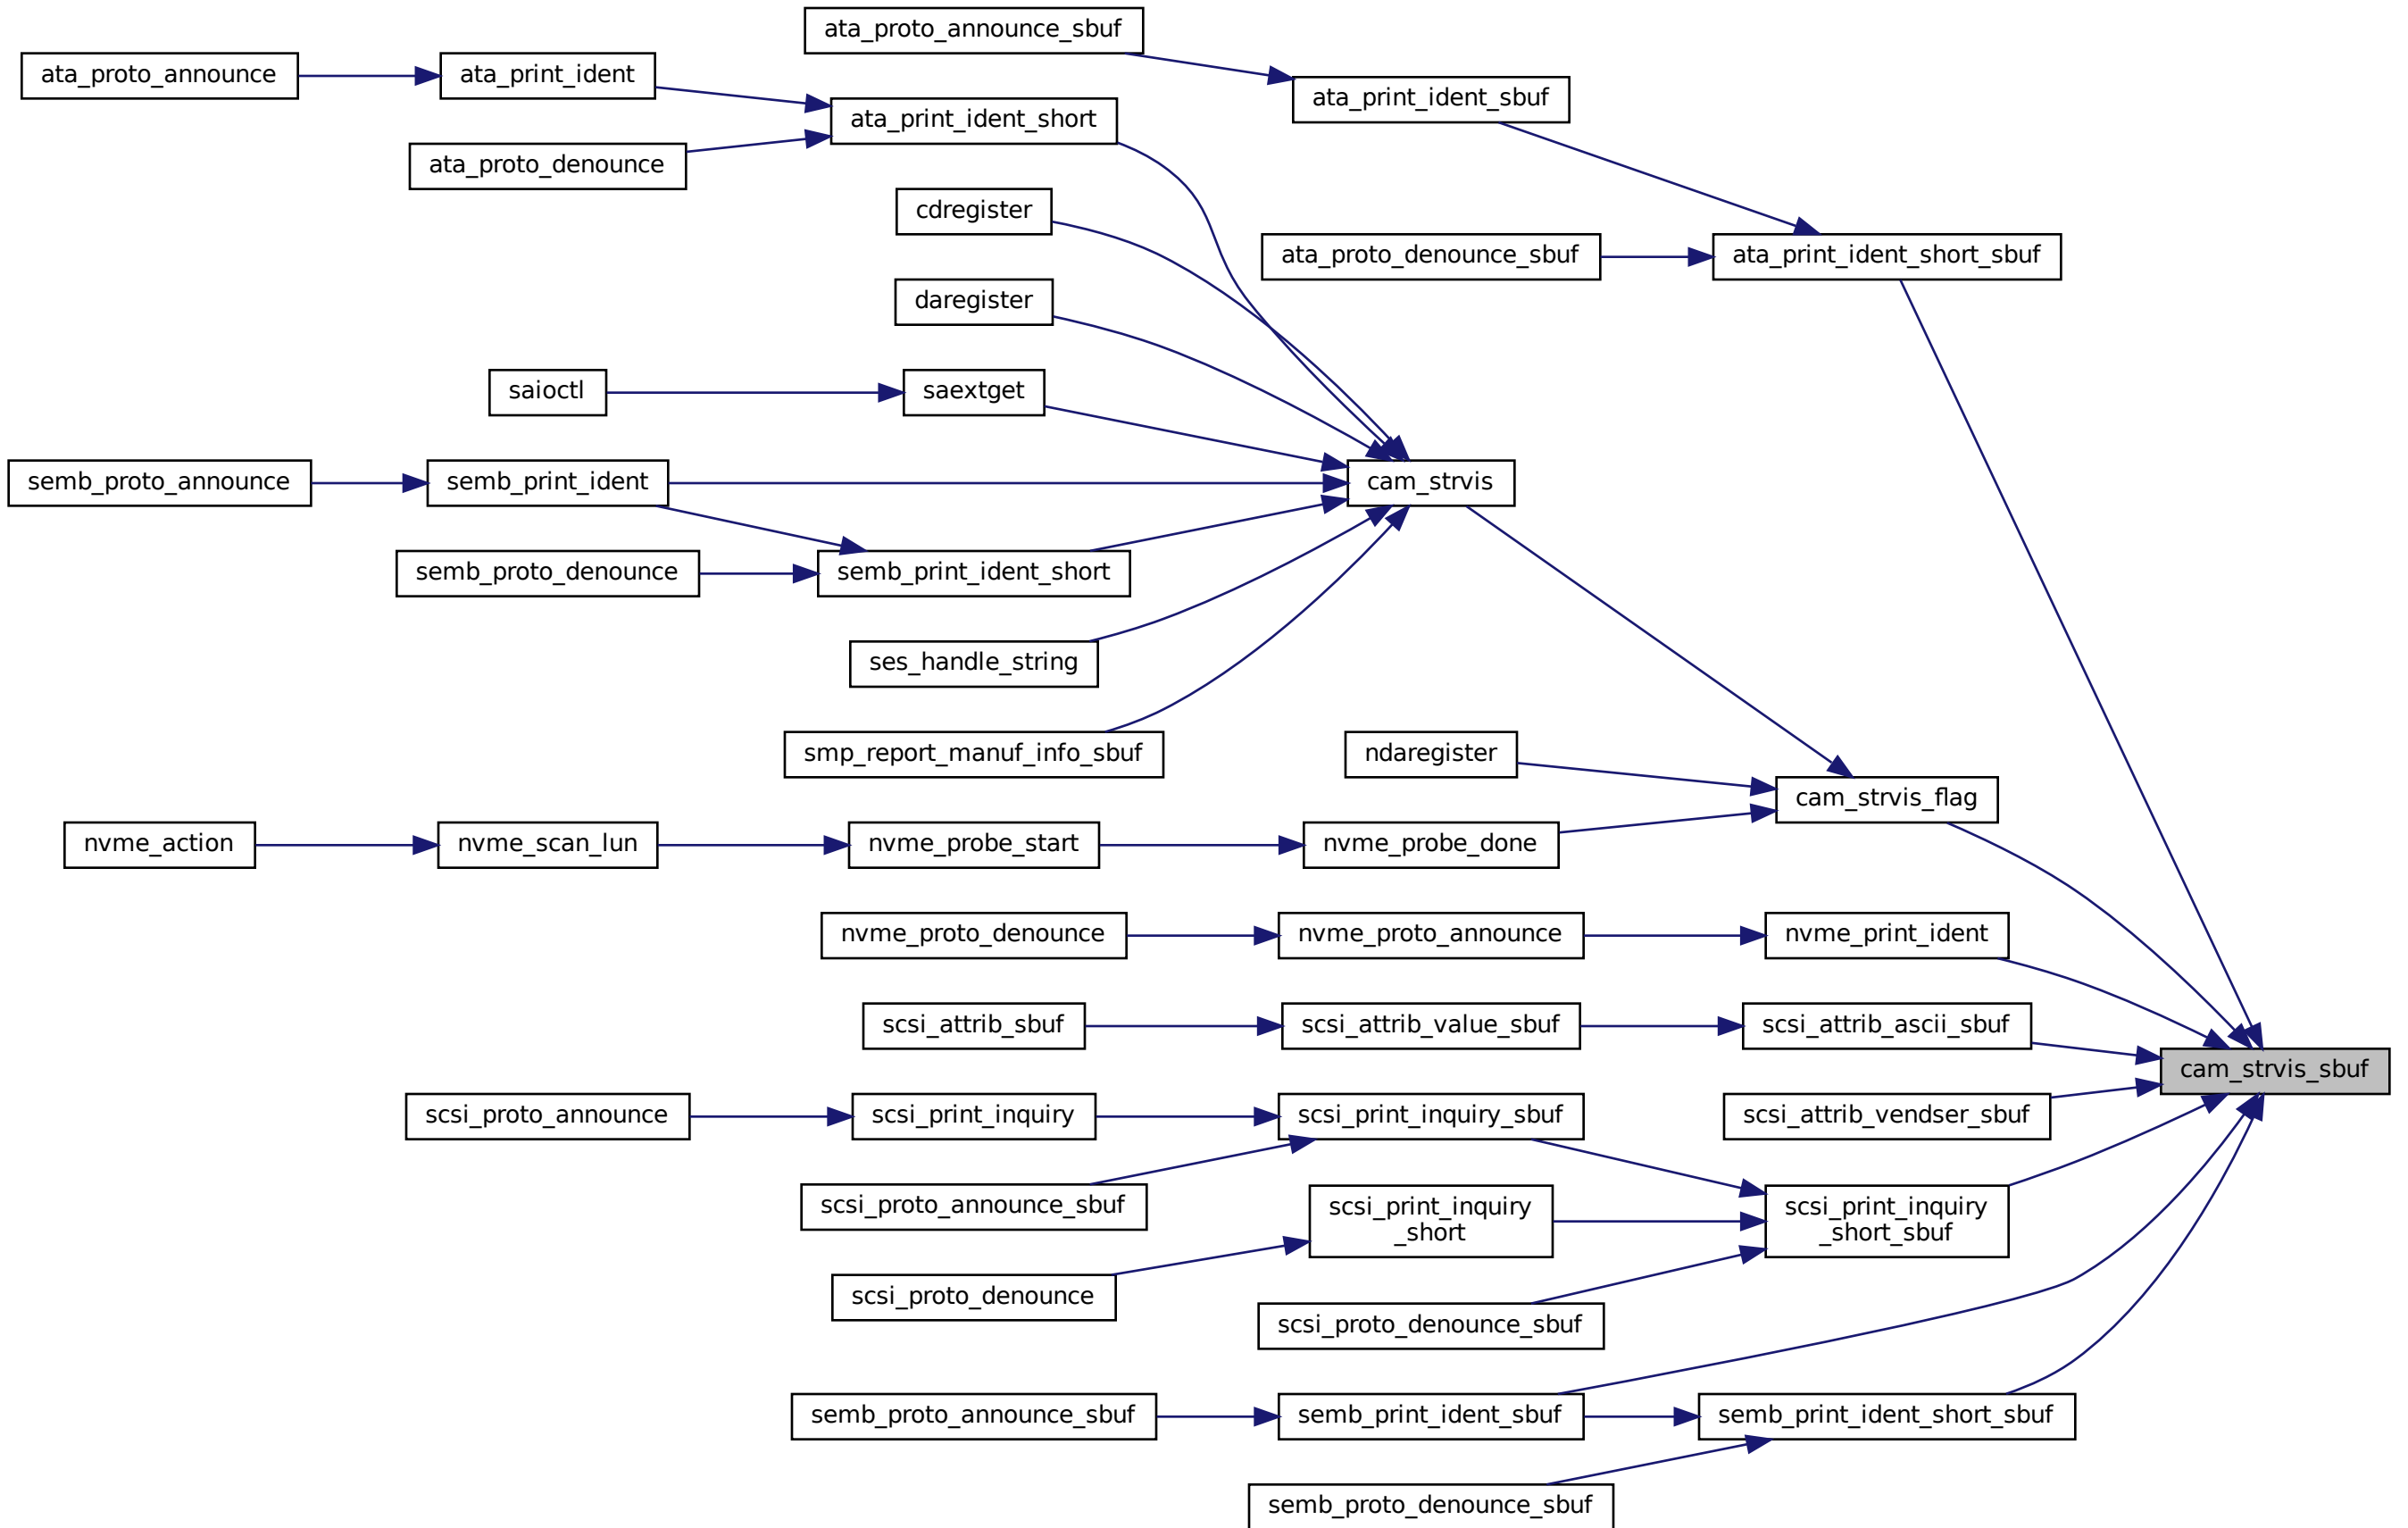 ata_proto_announce_sbuf
ata_proto_announce
ata_print_ident
ata_print_ident_sbuf
ata_print_ident_short
ata_proto_denounce
cdregister
ata_proto_denounce_sbuf
ata_print_ident_short_sbuf
daregister
saioctl
saextget
semb_proto_announce
semb_print_ident
cam_strvis
semb_proto_denounce
semb_print_ident_short
ses_handle_string
smp_report_manuf_info_sbuf
ndaregister
cam_strvis_flag
nvme_action
nvme_scan_lun
nvme_probe_start
nvme_probe_done
nvme_proto_denounce
nvme_proto_announce
nvme_print_ident
scsi_attrib_sbuf
scsi_attrib_value_sbuf
scsi_attrib_ascii_sbuf
cam_strvis_sbuf
scsi_proto_announce
scsi_print_inquiry
scsi_print_inquiry_sbuf
scsi_attrib_vendser_sbuf
scsi_proto_announce_sbuf
scsi_print_inquiry
_short
scsi_print_inquiry
_short_sbuf
scsi_proto_denounce
scsi_proto_denounce_sbuf
semb_proto_announce_sbuf
semb_print_ident_sbuf
semb_print_ident_short_sbuf
semb_proto_denounce_sbuf